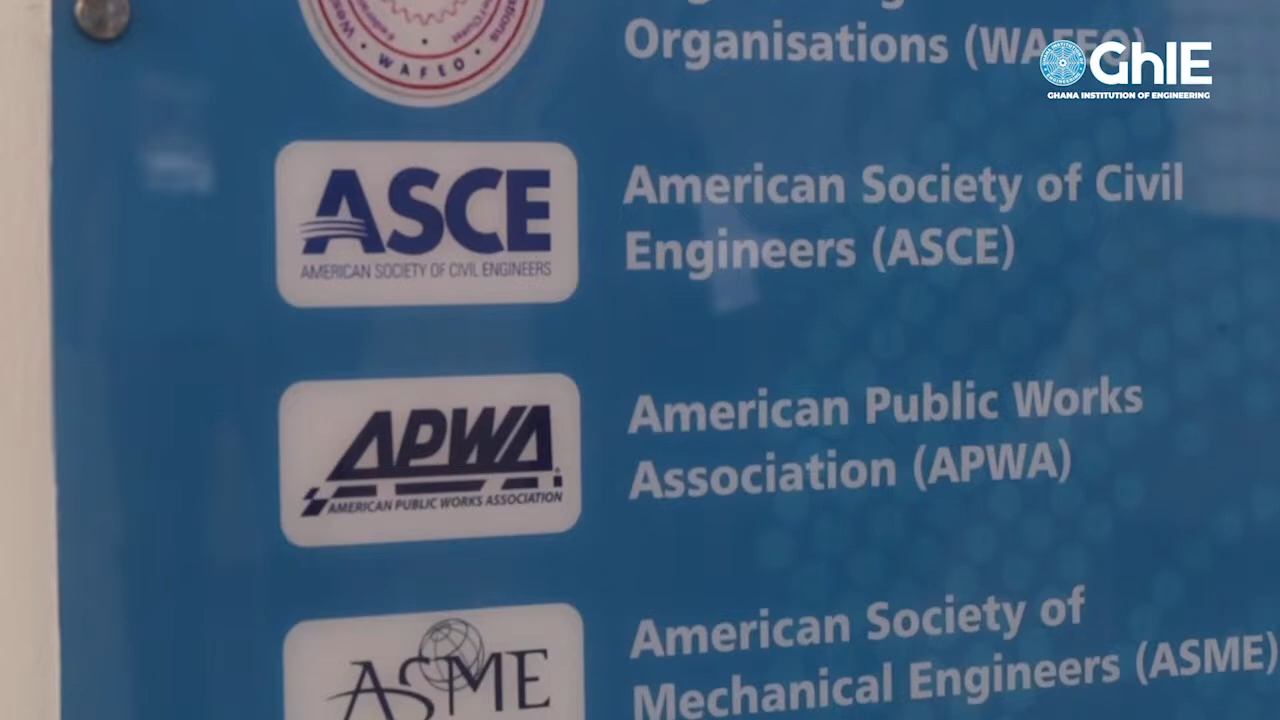 WAFEO
Organisations (WAFEO)
GhIE
GHANA INSTITUTION OF ENGINEERING
ASCE
AMERICAN SOCIETY OF CIVIL ENGINEERS
American Society of Civil
Engineers (ASCE)
APWA
AMERICAN PUBLIC WORKS ASSOCIATION
American Public Works
Association (APWA)
ASME
American Society of
Mechanical Engineers (ASME)